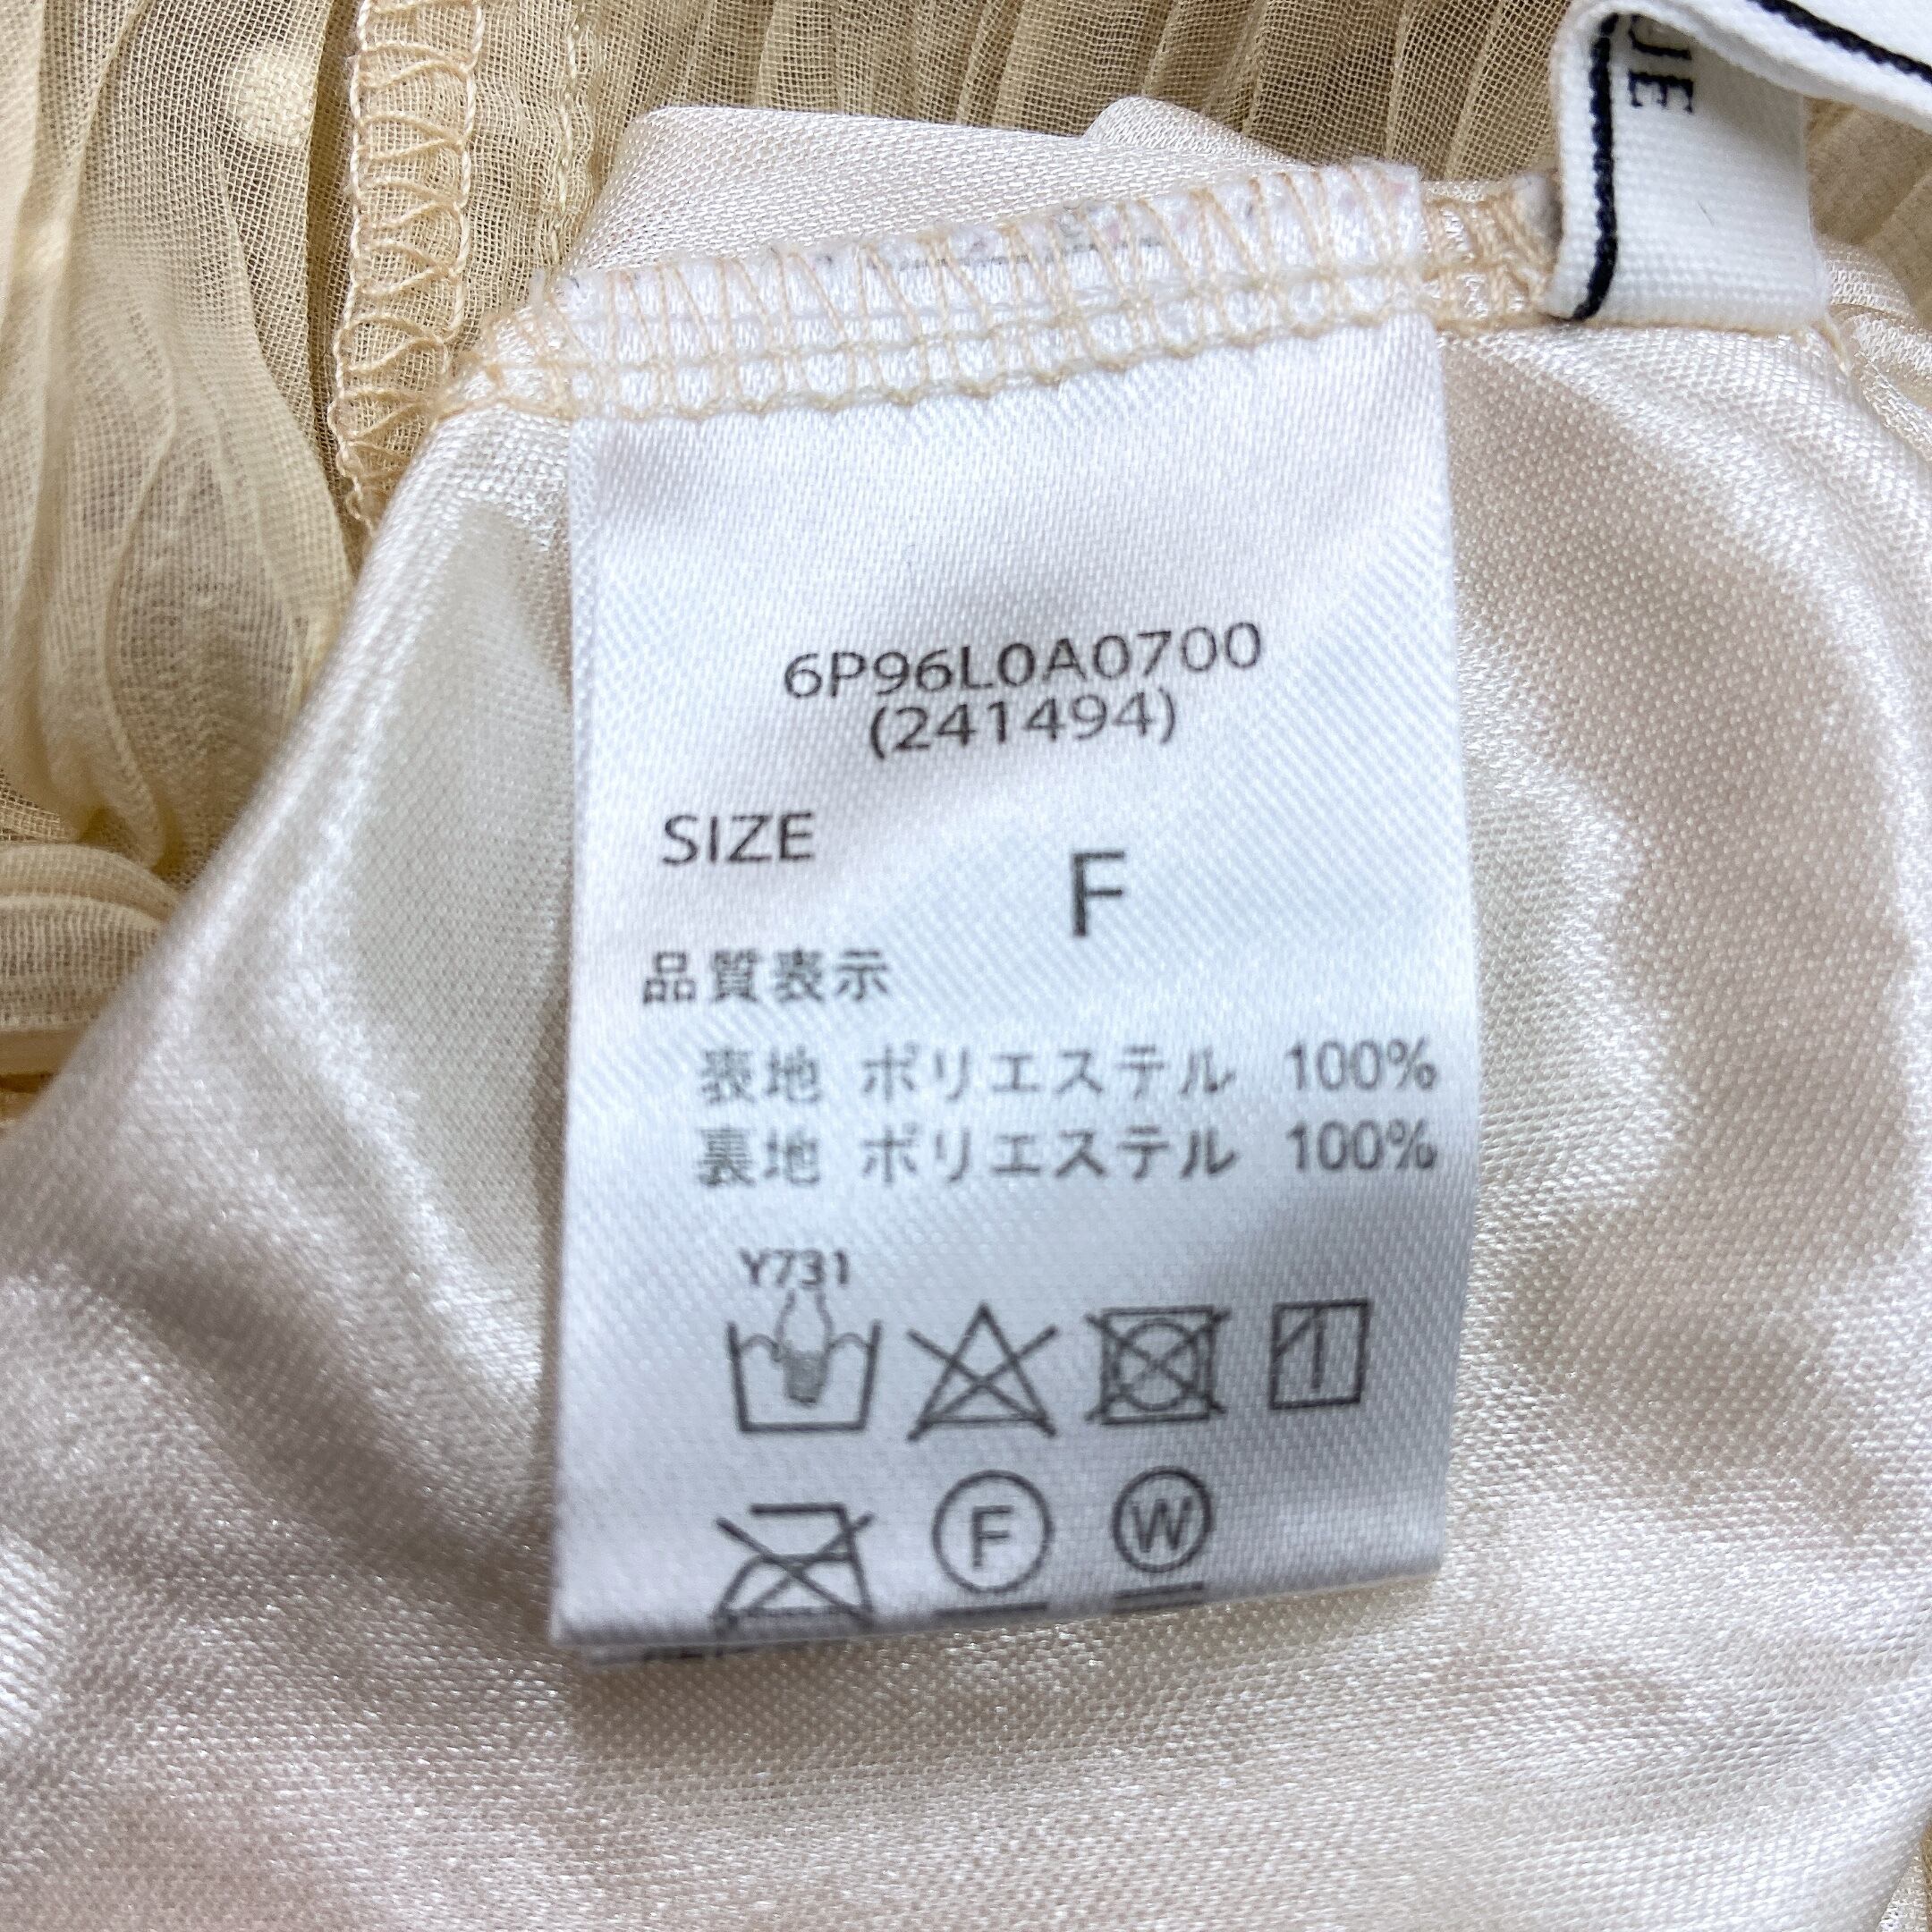 JE
6P96L0A0700
(241494)
SIZE
F
品質表示
表地 ポリエステル 100%
裏地 ポリエステル 100%
Y731
F
W